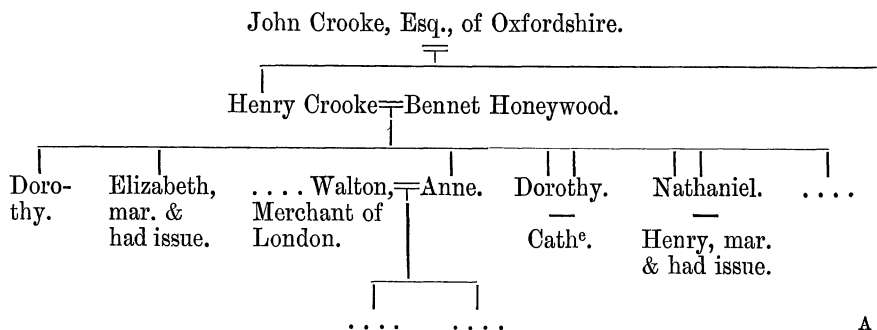 John Crooke, Esq., of Oxfordshire.
Henry Crooke Bennet Honeywood.
Doro- Elizabeth, .... Walton, Anne. Dorothy. Nathaniel. ....
thy. mar. & Merchant of — —
had issue. London. Cathᵉ. Henry, mar.
& had issue.
.... ....
A